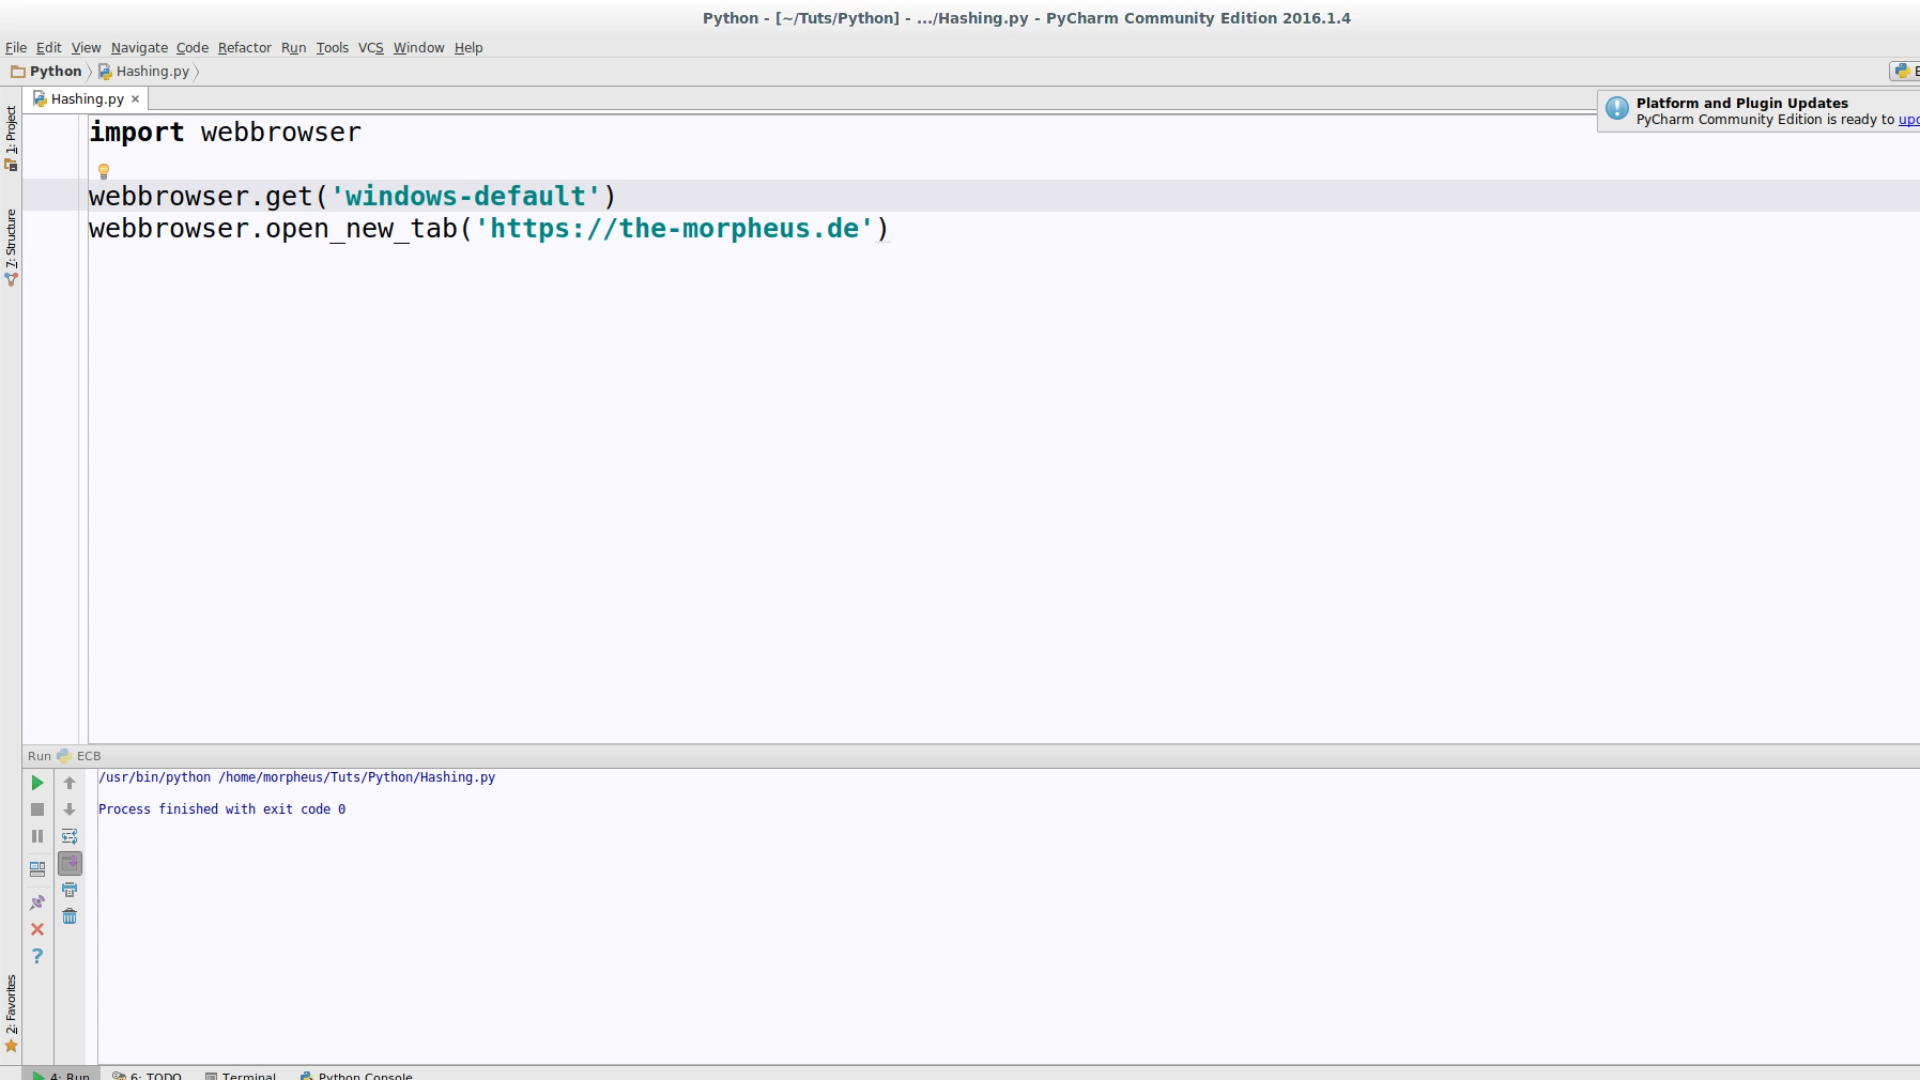 Python - [~/Tuts/Python] - .../Hashing.py - PyCharm Community Edition 2016.1.4
File Edit View Navigate Code Refactor Run Tools VCS Window Help
Python Hashing.py
Hashing.py
Platform and Plugin Updates
PyCharm Community Edition is ready to
1: Project
7: Structure
import webbrowser
webbrowser.get('windows-default')
webbrowser.open_new_tab('https://the-morpheus.de')
Run ECB
/usr/bin/python /home/morpheus/Tuts/Python/Hashing.py
Process finished with exit code 0
2: Favorites
4: Run 6: TODO Terminal Python Console